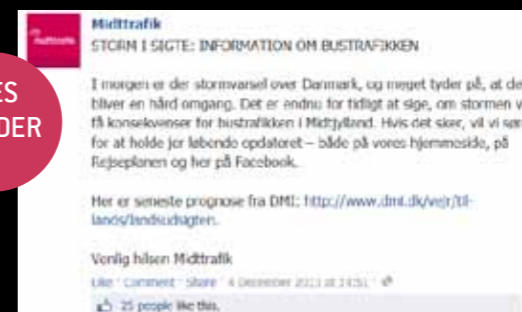 ES
DER
Midttrafik
STORM I SIGTE: INFORMATION OM BUSTRAFIKKEN
I morgen er der stormvarsel over Danmark, og meget tyder på, at de
bliver en hård omgang. Det er endnu for tidligt at sige, om stormen v
få konsekvenser for bustrafikken i Midtjylland. Hvis det sker, vil vi sør
for at holde jer løbende opdateret – både på vores hjemmeside, på
Rejseplanen og her på Facebook.
Her er seneste prognose fra DMI: http://www.dmi.dk/vejr/til-
lands/landsudsigten.
Venlig hilsen Midttrafik
Like · Comment · Share · 4 December 2013 at 14:51 ·
25 people like this.